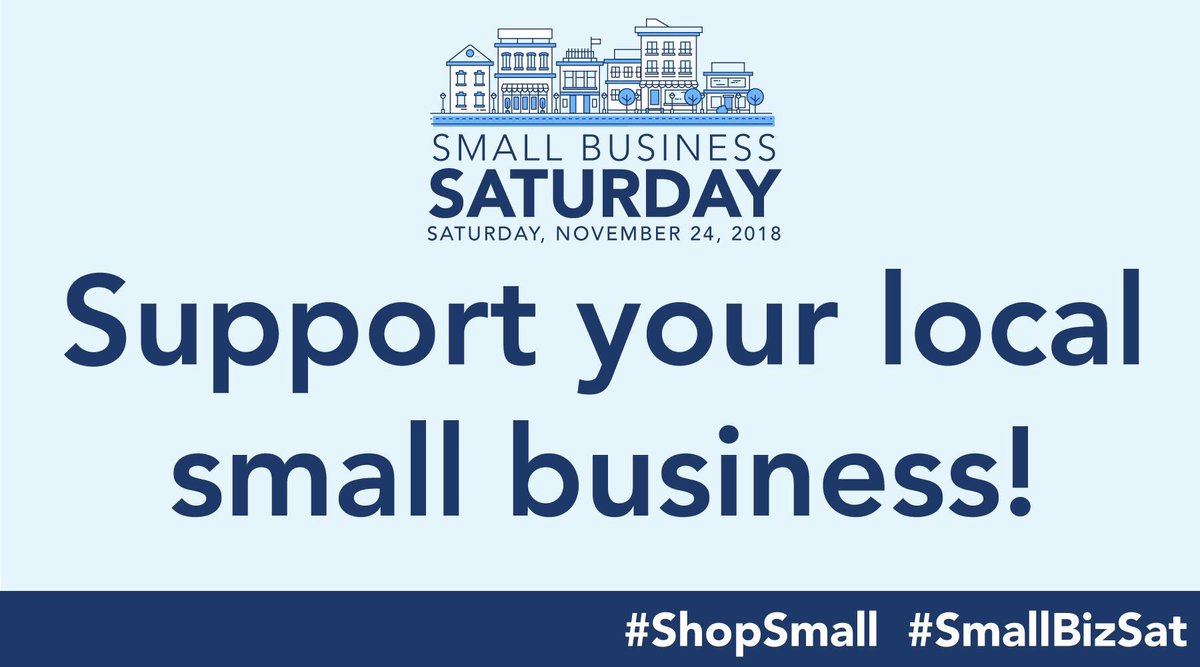 SMALL BUSINESS
SATURDAY
SATURDAY, NOVEMBER 24, 2018
Support your local
small business!
#ShopSmall #SmallBizSat